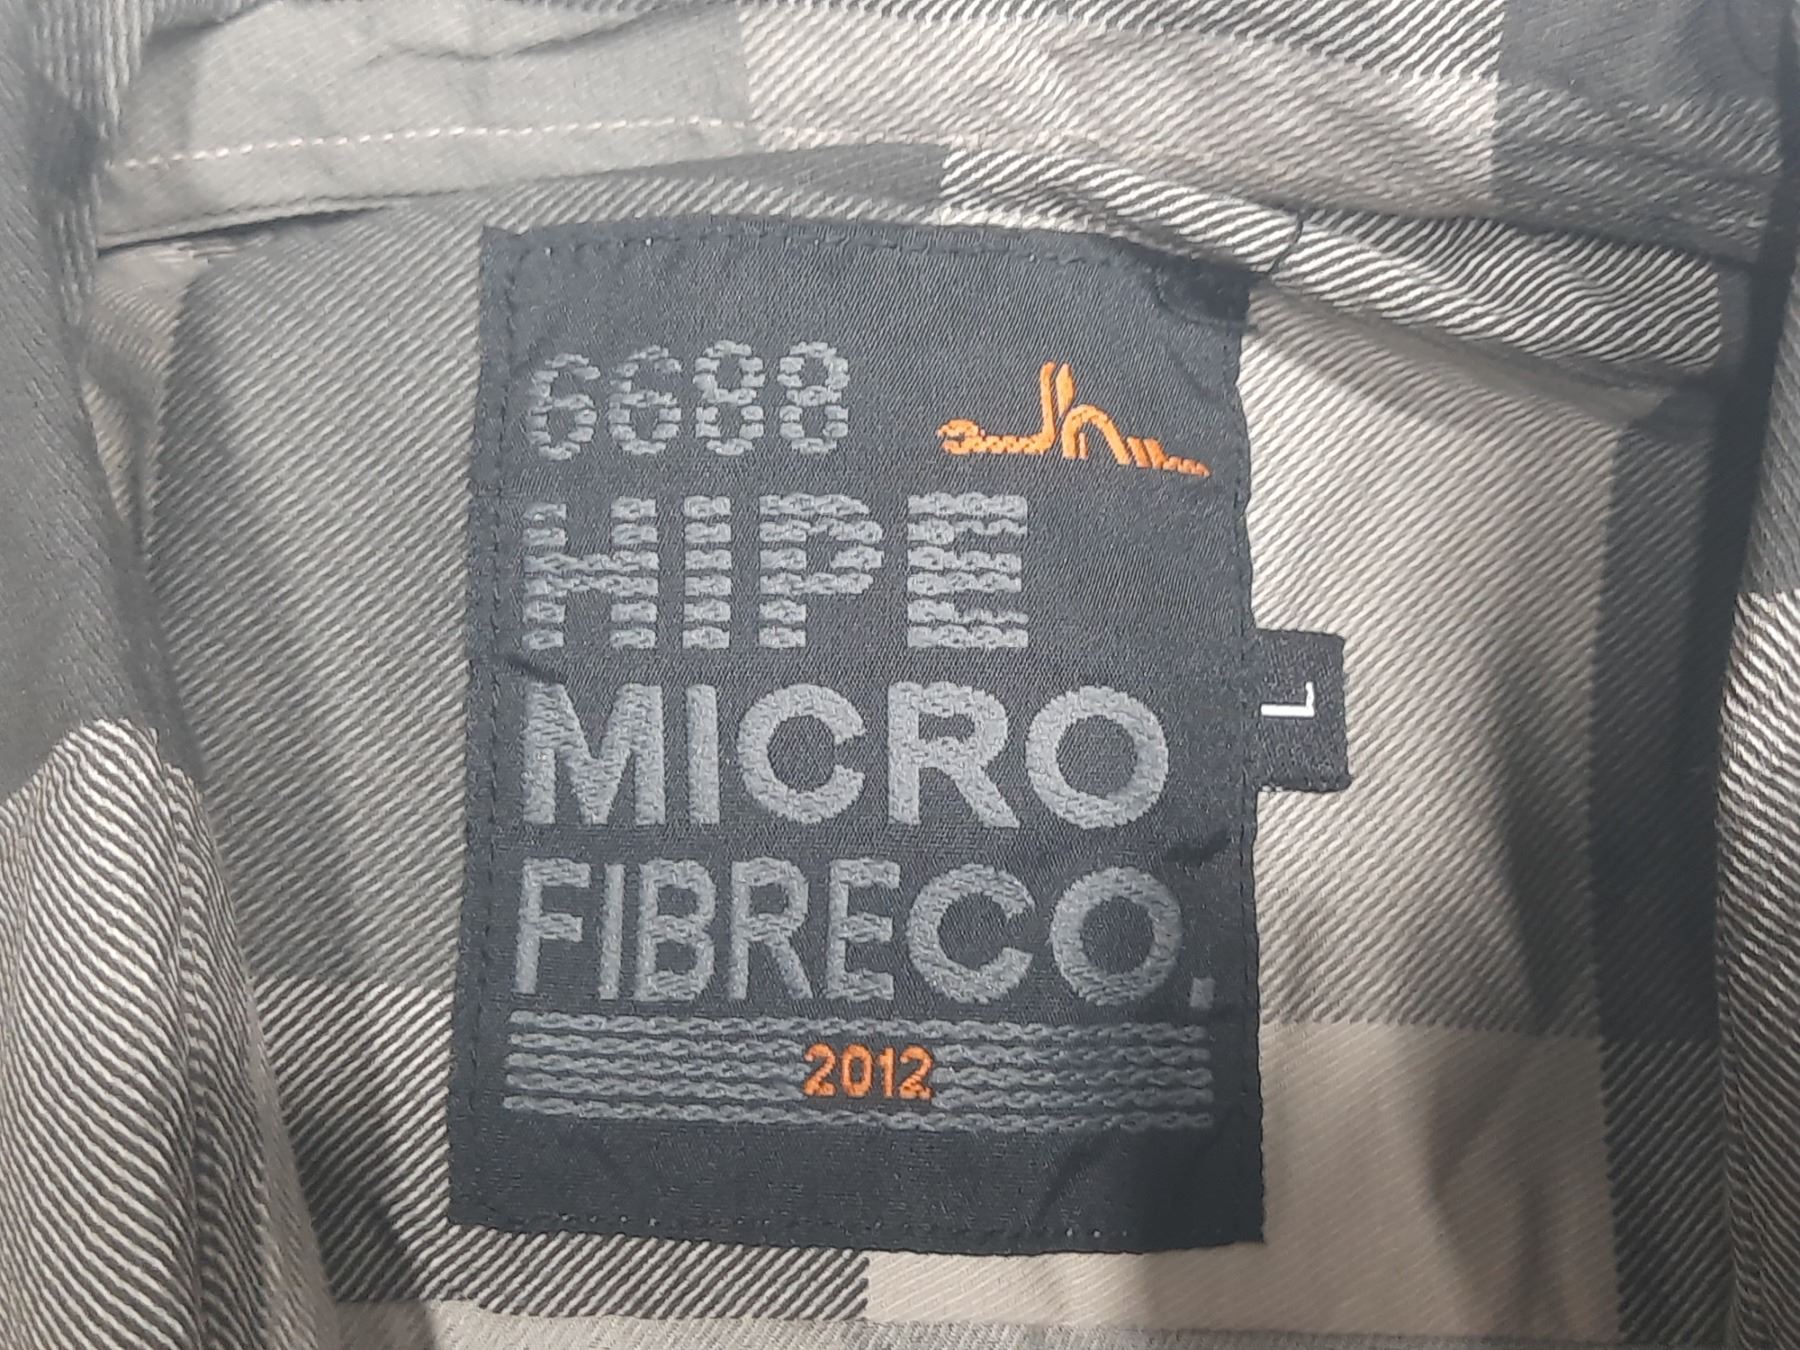 6688
HIPE
MICRO
FIBRECO.
2012
L